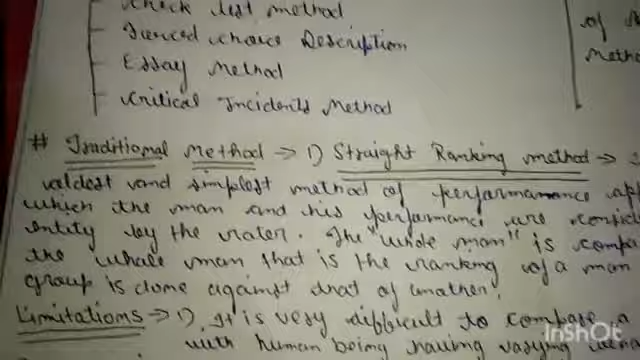 Check list method
Forced choice Description
Essay Method
Critical Incidents Method
of
Metho
# Traditional Method → 1) Straight Ranking method →
oldest and simplest method of performance app
which the man and his performance are consid
entity by the rater. The "whole man" is compa
the whole man that is the ranking of a man
group is done against that of another.
Limitations → 1) It is very difficult to compare a
with human being having varying
InShOt